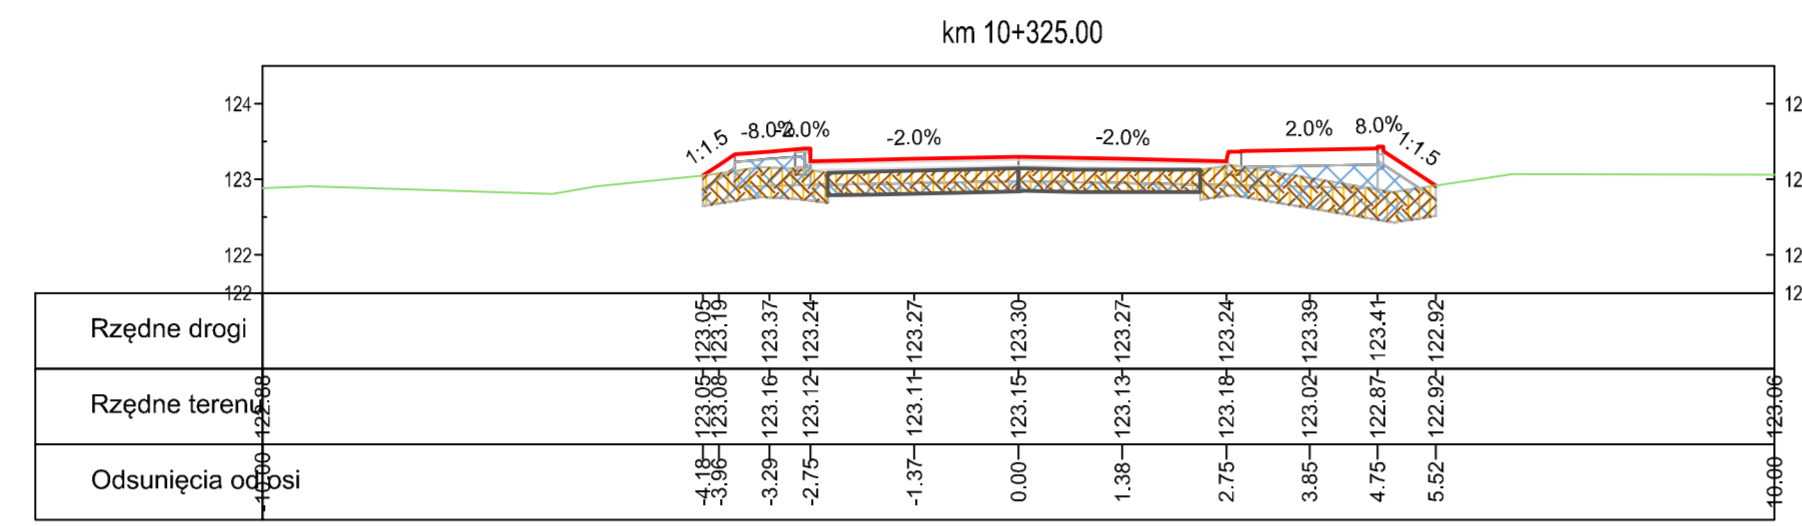 km 10+325.00
124
12
1:1.5
-8.0%
-2.0%
-2.0%
-2.0%
2.0%
8.0%
1:1.5
123
12
122
12
122
12
Rzędne drogi
123.05 123.19 123.37 123.24 123.27 123.30 123.27 123.24 123.39 123.41 122.92
Rzędne terenu
122.88 123.05 123.08 123.16 123.12 123.11 123.15 123.13 123.18 123.02 122.87 122.92 123.06
Odsunięcia od osi
-10.00 -4.18 -3.96 -3.29 -2.75 -1.37 0.00 1.38 2.75 3.85 4.75 5.52 10.00